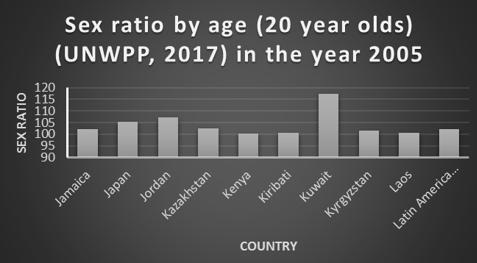 Sex ratio by age (20 year olds)
(UNWPP, 2017) in the year 2005
120
115
110
105
100
95
90
SEX RATIO
Jamaica
Japan
Jordan
Kazakhstan
Kenya
Kiribati
Kuwait
Kyrgyzstan
Laos
Latin America...
COUNTRY